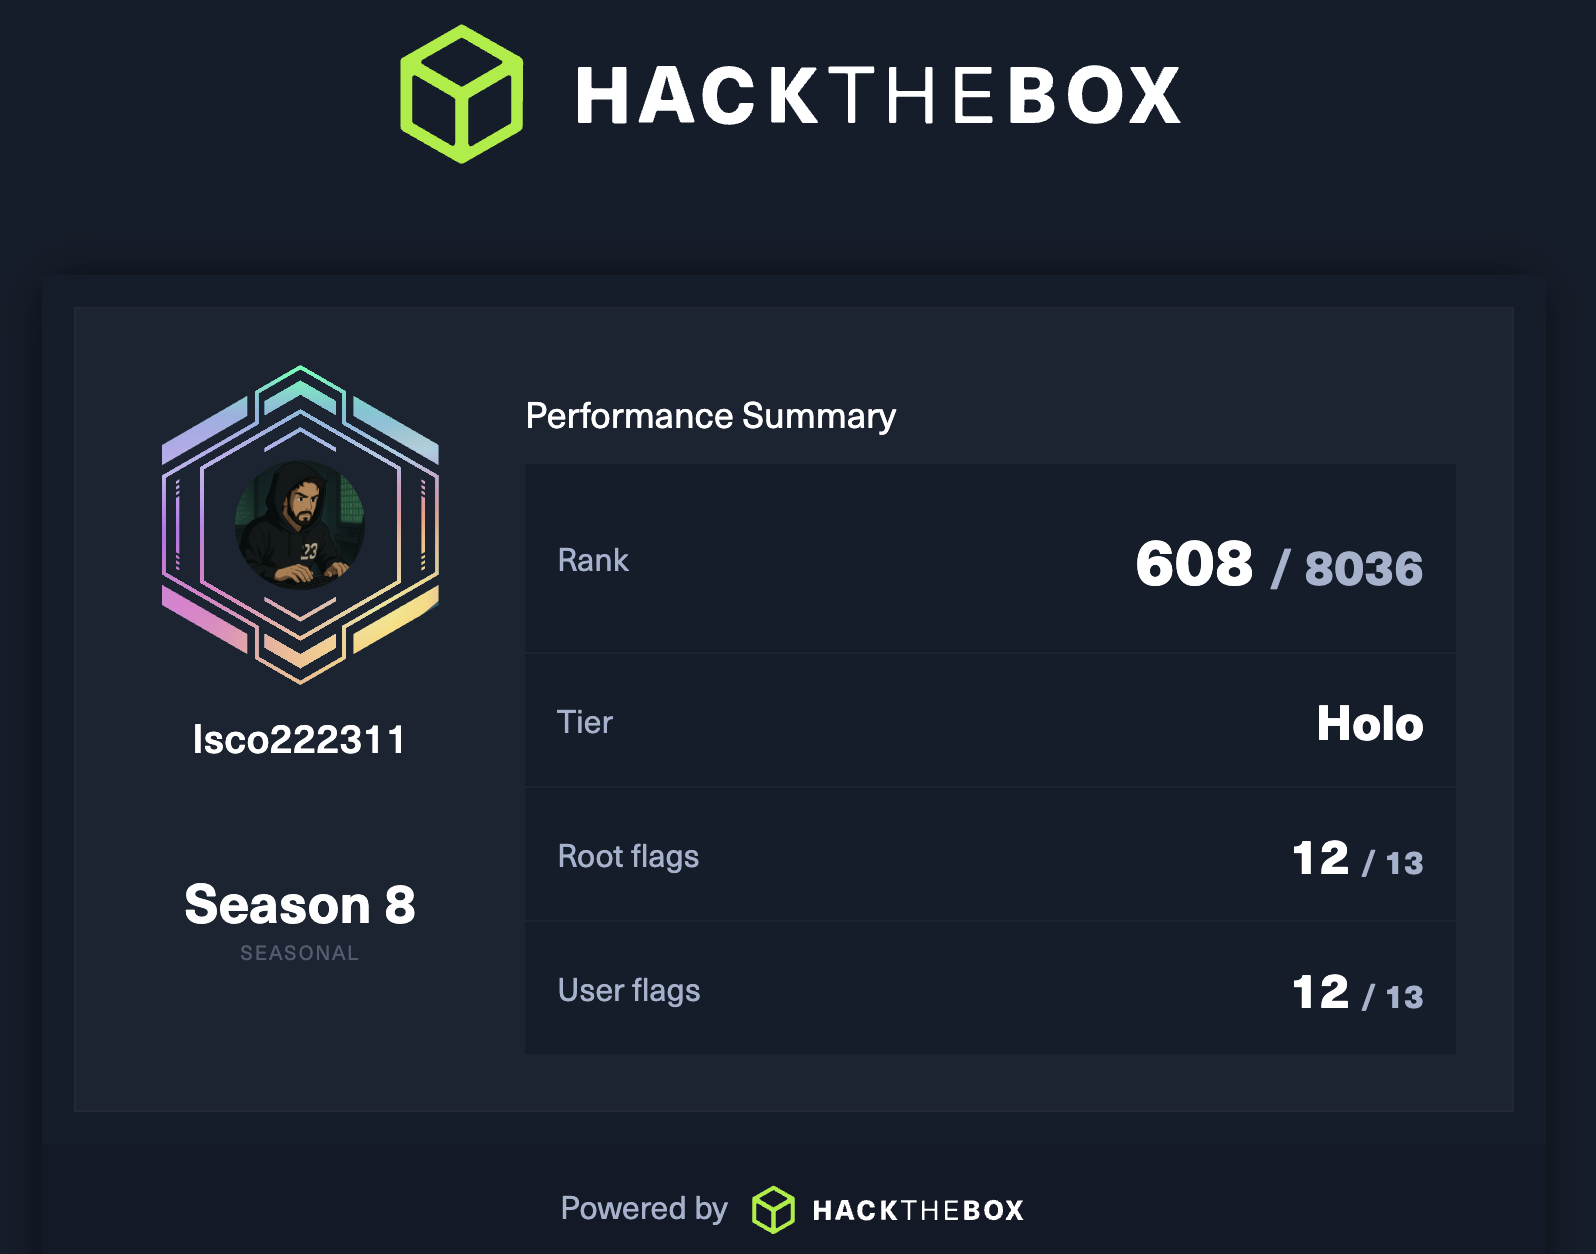 HACKTHEBOX
Performance Summary
Rank
608 / 8036
Tier
Holo
Root flags
12 / 13
User flags
12 / 13
23
Isco222311
Season 8
SEASONAL
Powered by HACKTHEBOX